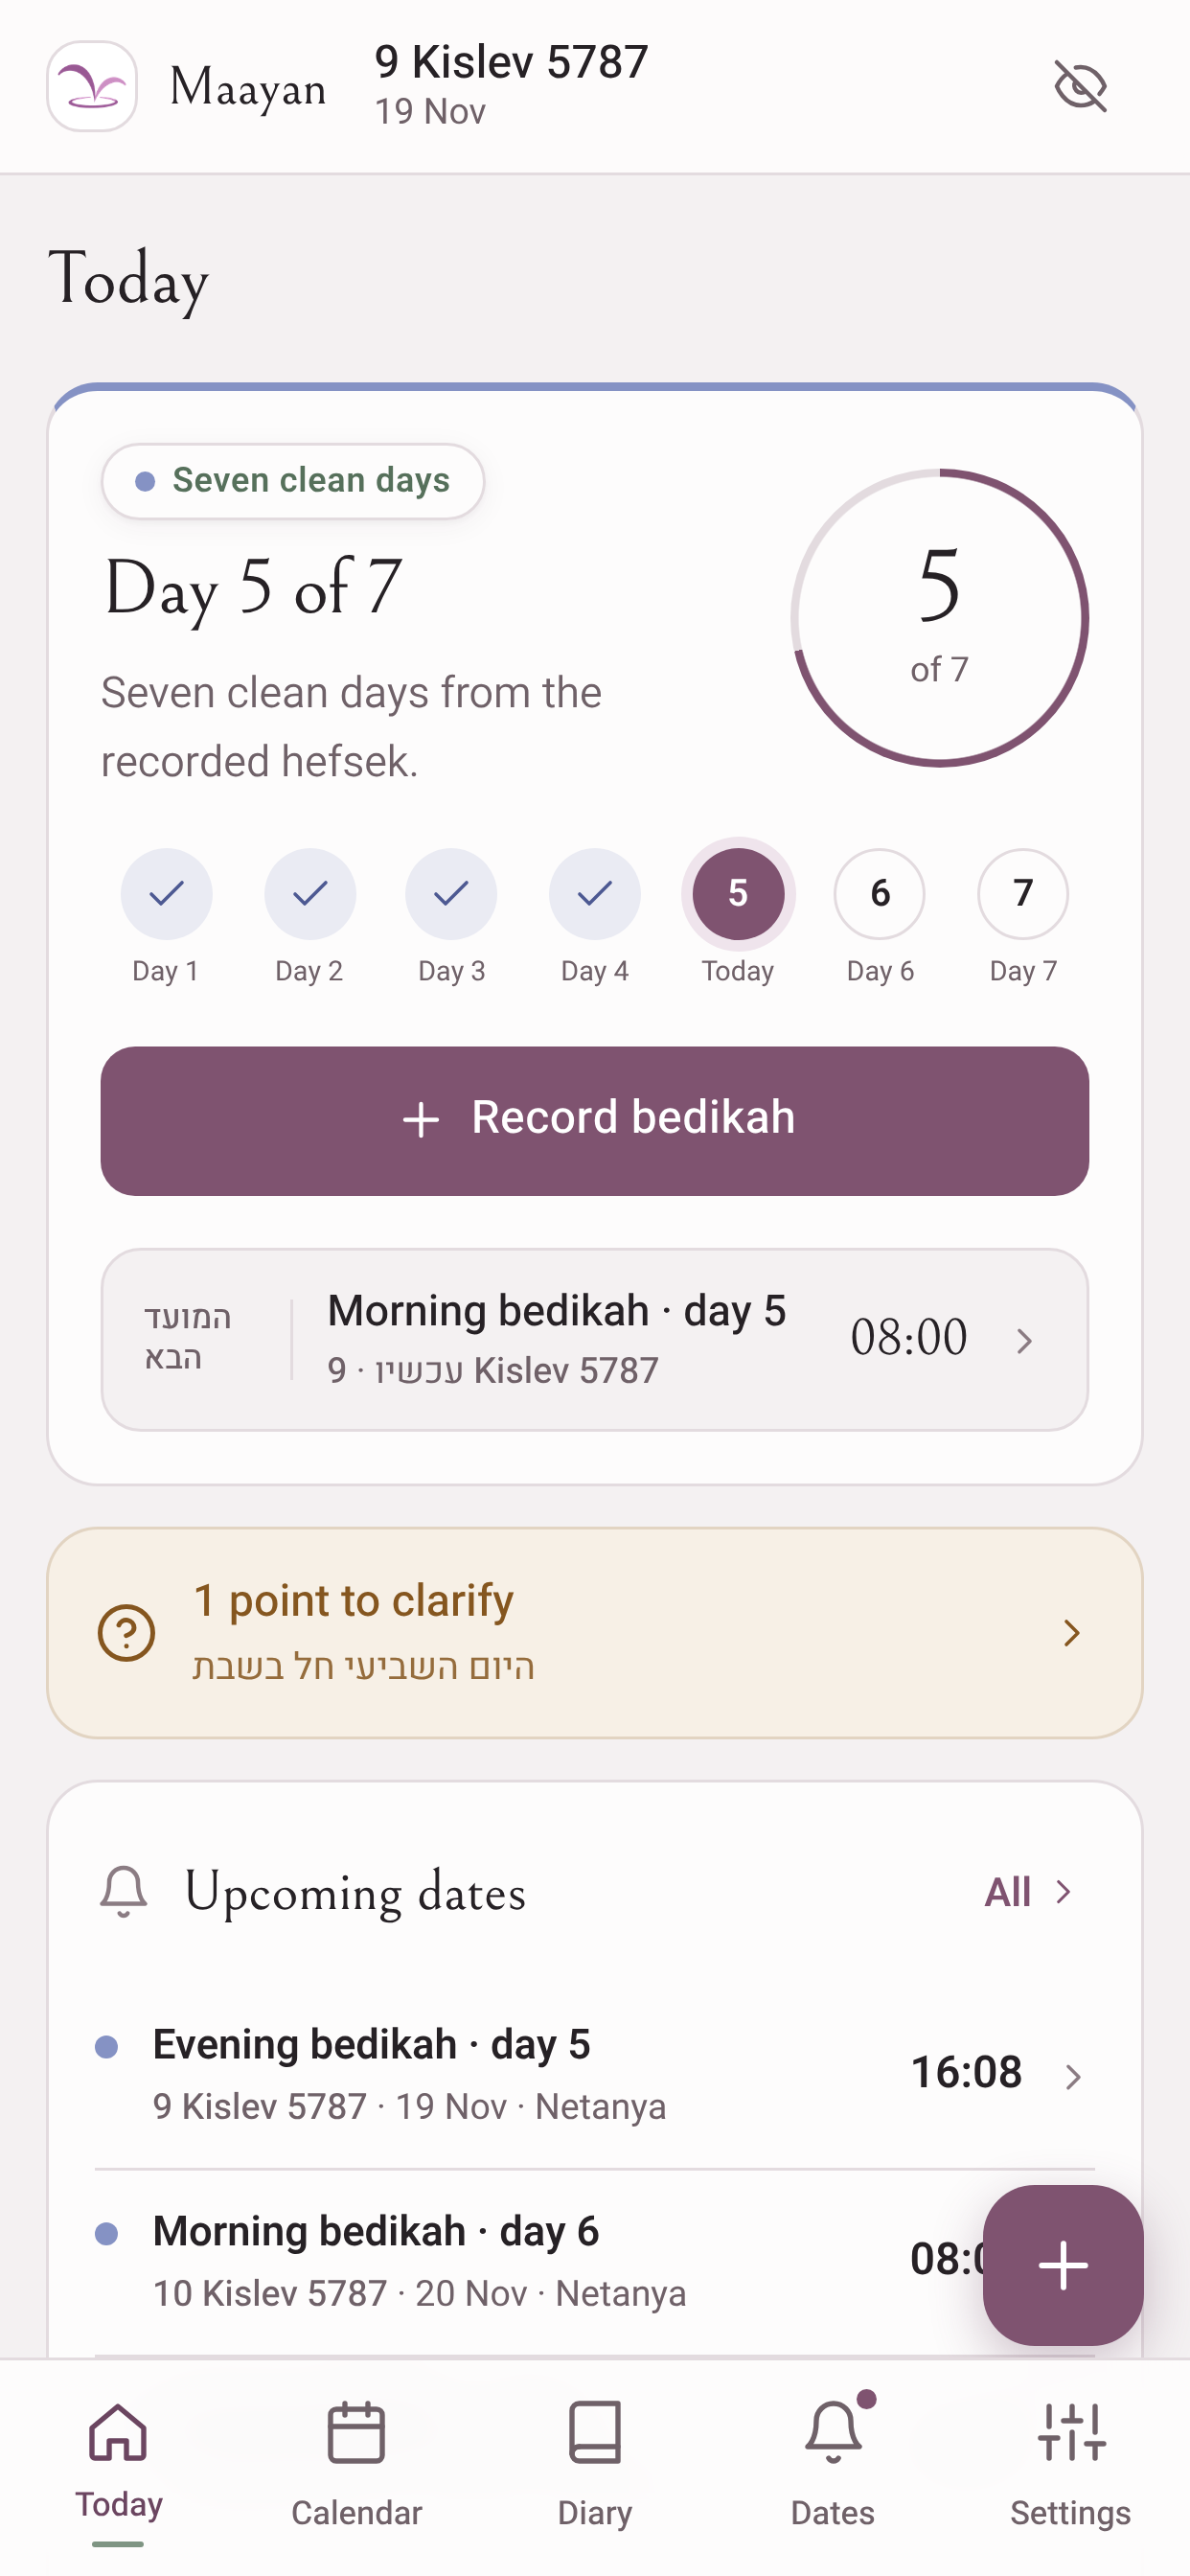 Maayan
9 Kislev 5787
19 Nov
Today
Seven clean days
Day 5 of 7
Seven clean days from the
recorded hefsek.
5
of 7
5
6
7
Day 1
Day 2
Day 3
Day 4
Today
Day 6
Day 7
Record bedikah
המועד
הבא
Morning bedikah · day 5
עכשיו · 9 Kislev 5787
08:00
1 point to clarify
היום השביעי חל בשבת
Upcoming dates
All
Evening bedikah · day 5
9 Kislev 5787 · 19 Nov · Netanya
16:08
Morning bedikah · day 6
10 Kislev 5787 · 20 Nov · Netanya
Today
Calendar
Diary
Dates
Settings